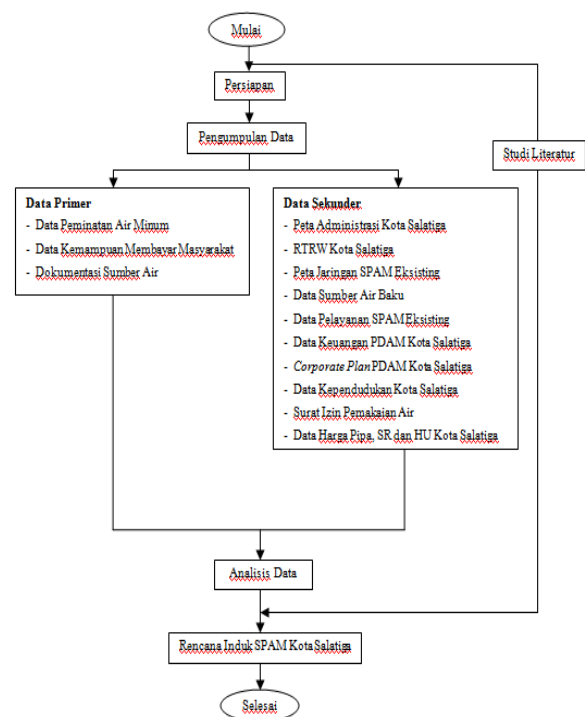 Mulai
Persiapan
Pengumpulan Data
Studi Literatur
Data Primer
- Data Peminatan Air Minum
- Data Kemampuan Membayar Masyarakat
- Dokumentasi Sumber Air
Data Sekunder
- Peta Administrasi Kota Salatiga
- RTRW Kota Salatiga
- Peta Jaringan SPAM Eksisting
- Data Sumber Air Baku
- Data Pelayanan SPAM Eksisting
- Data Keuangan PDAM Kota Salatiga
- Corporate Plan PDAM Kota Salatiga
- Data Kependudukan Kota Salatiga
- Surat Izin Pemakaian Air
- Data Harga Pipa, SR dan HU Kota Salatiga
Analisis Data
Rencana Induk SPAM Kota Salatiga
Selesai